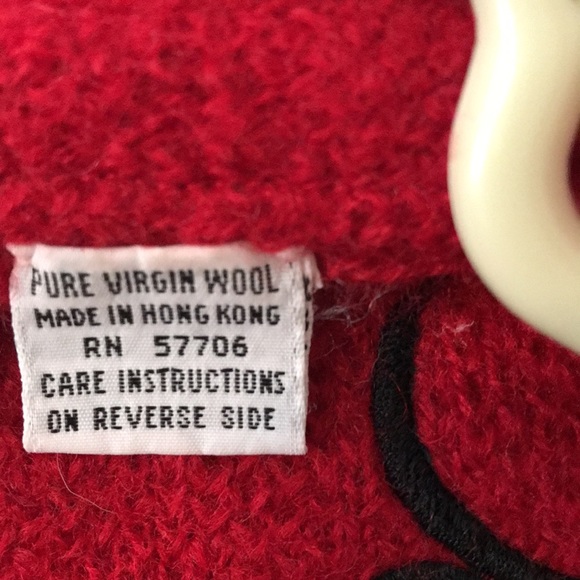 PURE VIRGIN WOOL
MADE IN HONG KONG
RN 57706
CARE INSTRUCTIONS
ON REVERSE SIDE